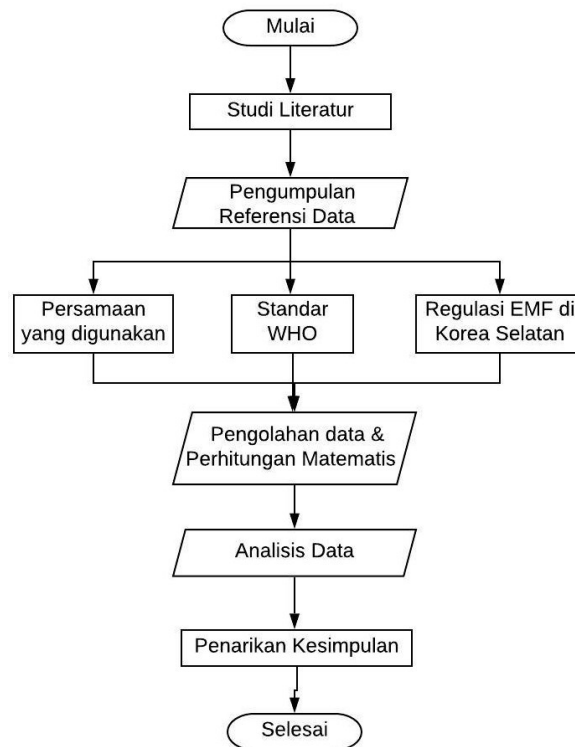 Mulai
Studi Literatur
Pengumpulan
Referensi Data
Persamaan
yang digunakan
Standar
WHO
Regulasi EMF di
Korea Selatan
Pengolahan data &
Perhitungan Matematis
Analisis Data
Penarikan Kesimpulan
Selesai